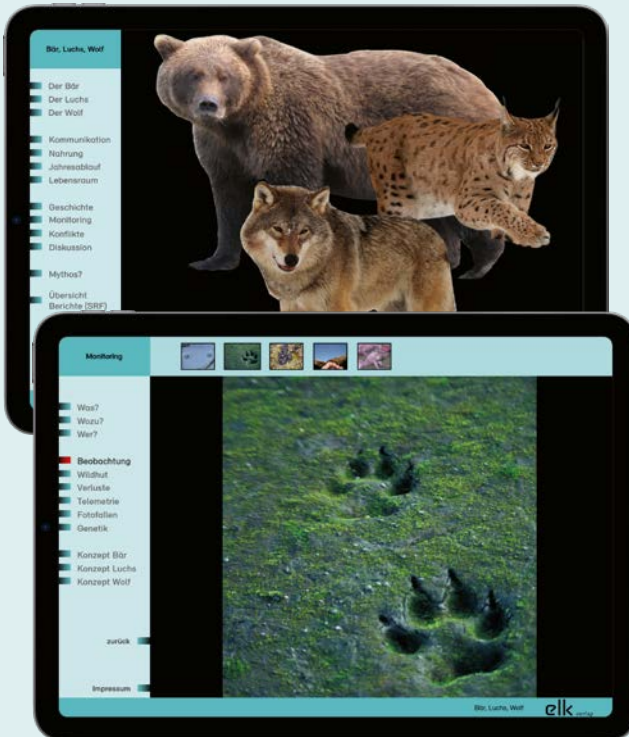 Bär, Luchs, Wolf
Der Bär
Der Luchs
Der Wolf
Kommunikation
Nahrung
Jahresablauf
Lebensraum
Geschichte
Monitoring
Konflikte
Diskussion
Mythos?
Übersicht
Berichte (SRF)
Monitoring
Was?
Wozu?
Wer?
Beobachtung
Wildhut
Verluste
Telemetrie
Fotofallen
Genetik
Konzept Bär
Konzept Luchs
Konzept Wolf
zurück
Impressum
Bär, Luchs, Wolf
elk verlag